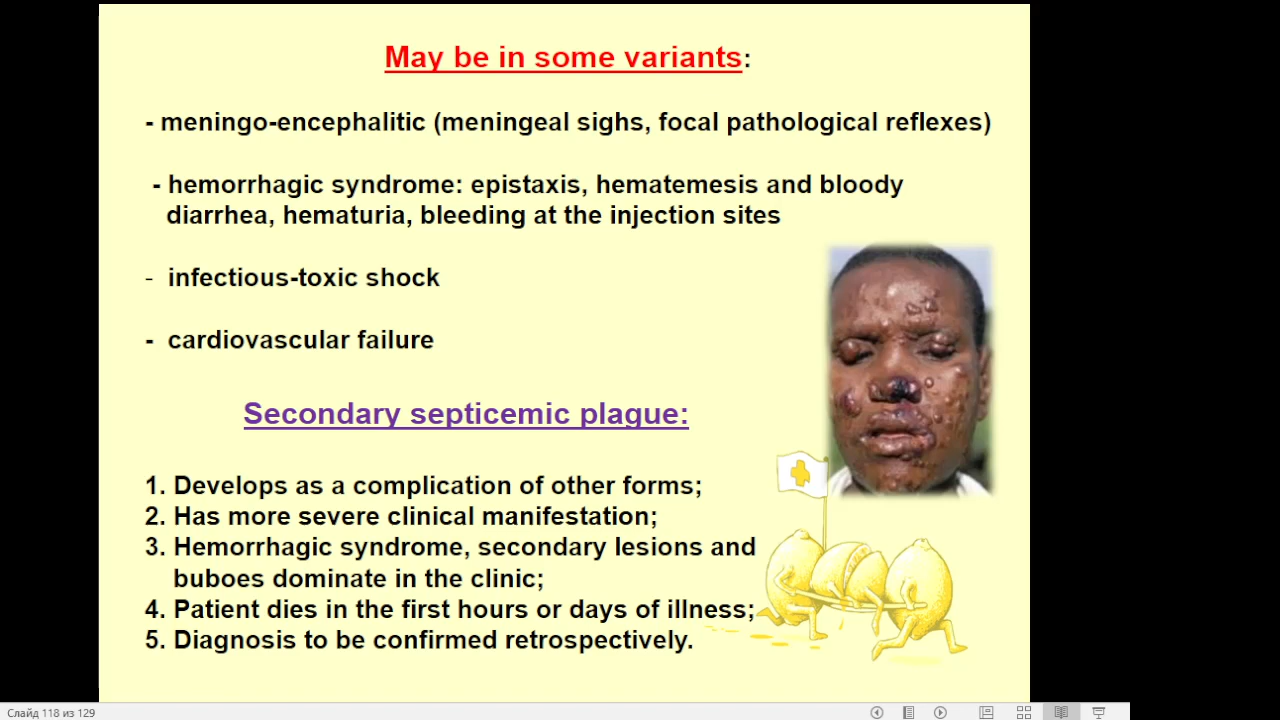 May be in some variants:
- meningo-encephalitic (meningeal sighs, focal pathological reflexes)
- hemorrhagic syndrome: epistaxis, hematemesis and bloody
diarrhea, hematuria, bleeding at the injection sites
- infectious-toxic shock
- cardiovascular failure
Secondary septicemic plague:
1. Develops as a complication of other forms;
2. Has more severe clinical manifestation;
3. Hemorrhagic syndrome, secondary lesions and
buboes dominate in the clinic;
4. Patient dies in the first hours or days of illness;
5. Diagnosis to be confirmed retrospectively.
Слайд 118 из 129